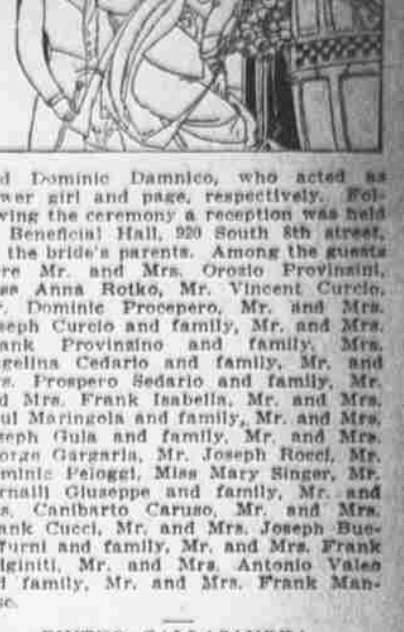 d Dominic Damnico, who acted as
wer girl and page, respectively. Fol-
wing the ceremony a reception was held
Beneficial Hall, 920 South 8th street,
the bride's parents. Among the guests
re Mr. and Mrs. Orozio Provinsini,
ss Anna Rotko, Mr. Vincent Curcio,
r. Dominic Procepero, Mr. and Mrs.
seph Curcio and family, Mr. and Mrs.
ank Provinsino and family, Mrs.
ngelina Cedario and family, Mr. and
s. Prospero Sedario and family, Mr.
d Mrs. Frank Isabella, Mr. and Mrs.
ul Maringola and family, Mr. and Mrs.
seph Gula and family, Mr. and Mrs.
orge Gargaria, Mr. Joseph Rocci, Mr.
minic Peloggi, Miss Mary Singer, Mr.
rnalli Giuseppe and family, Mr. and
s. Canibarto Caruso, Mr. and Mrs.
ank Cucci, Mr. and Mrs. Joseph Bue-
furni and family, Mr. and Mrs. Frank
lginiti, Mr. and Mrs. Antonio Valeo
d family, Mr. and Mrs. Frank Man-
se.